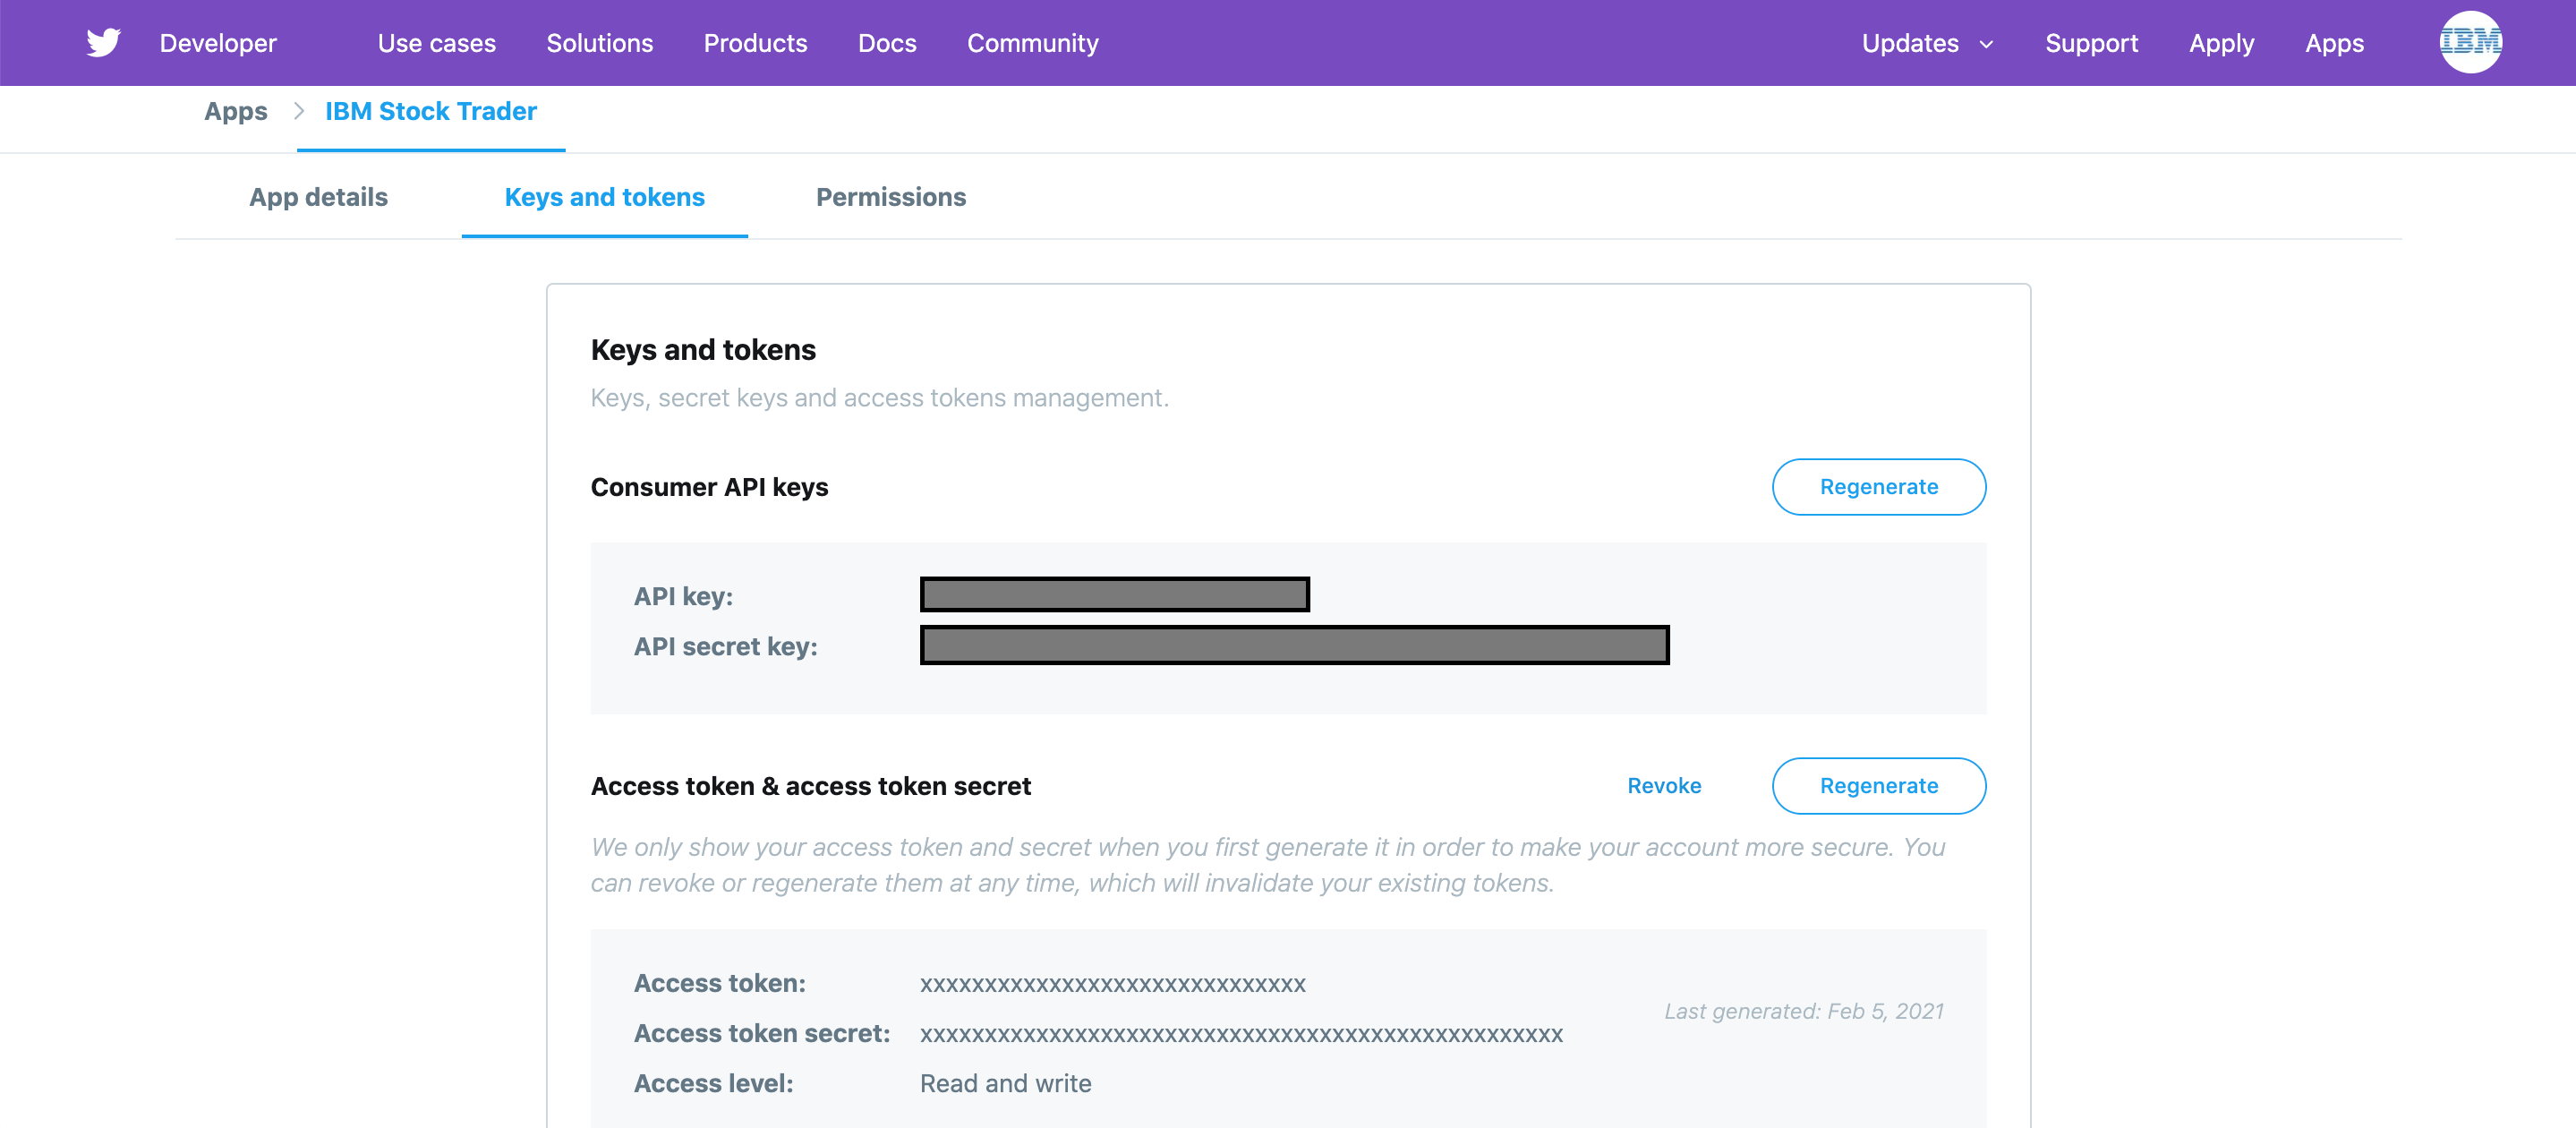 Developer Use cases Solutions Products Docs Community Updates Support Apply Apps IBM
Apps IBM Stock Trader
App details Keys and tokens Permissions
Keys and tokens
Keys, secret keys and access tokens management.
Consumer API keys Regenerate
API key:
API secret key:
Access token & access token secret Revoke Regenerate
We only show your access token and secret when you first generate it in order to make your account more secure. You
can revoke or regenerate them at any time, which will invalidate your existing tokens.
Access token: xxxxxxxxxxxxxxxxxxxxxxxxxxxxxx
Last generated: Feb 5, 2021
Access token secret: xxxxxxxxxxxxxxxxxxxxxxxxxxxxxxxxxxxxxxxxxxxxxxxxxx
Access level: Read and write